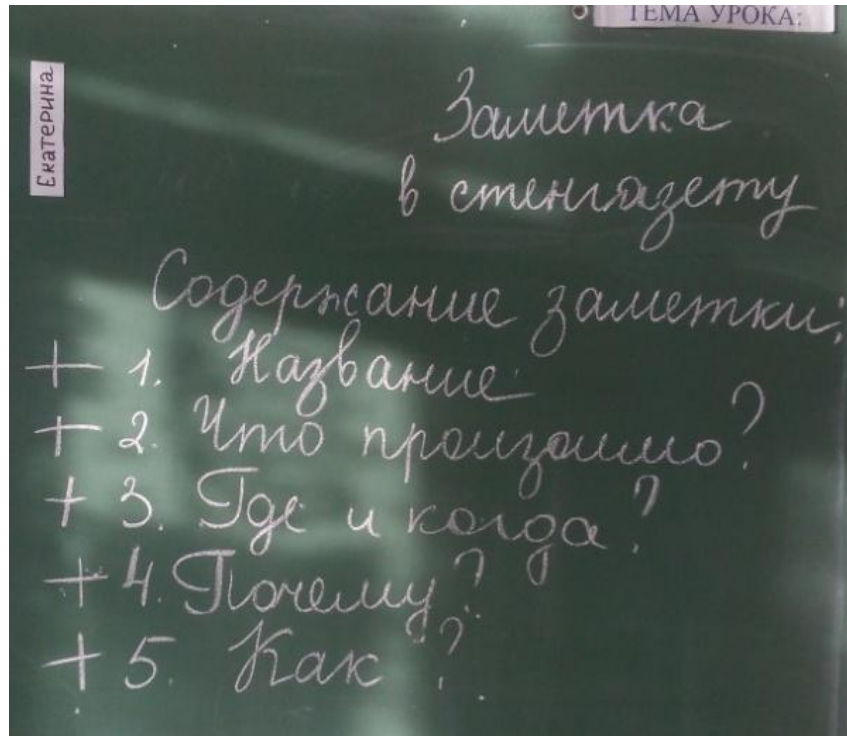 ТЕМА УРОКА:
Екатерина
Заметка
в стенгазету
Содержание заметки:
+ 1. Название
+ 2. Что произошло?
+ 3. Где и когда?
+ 4. Почему?
+ 5. Как?